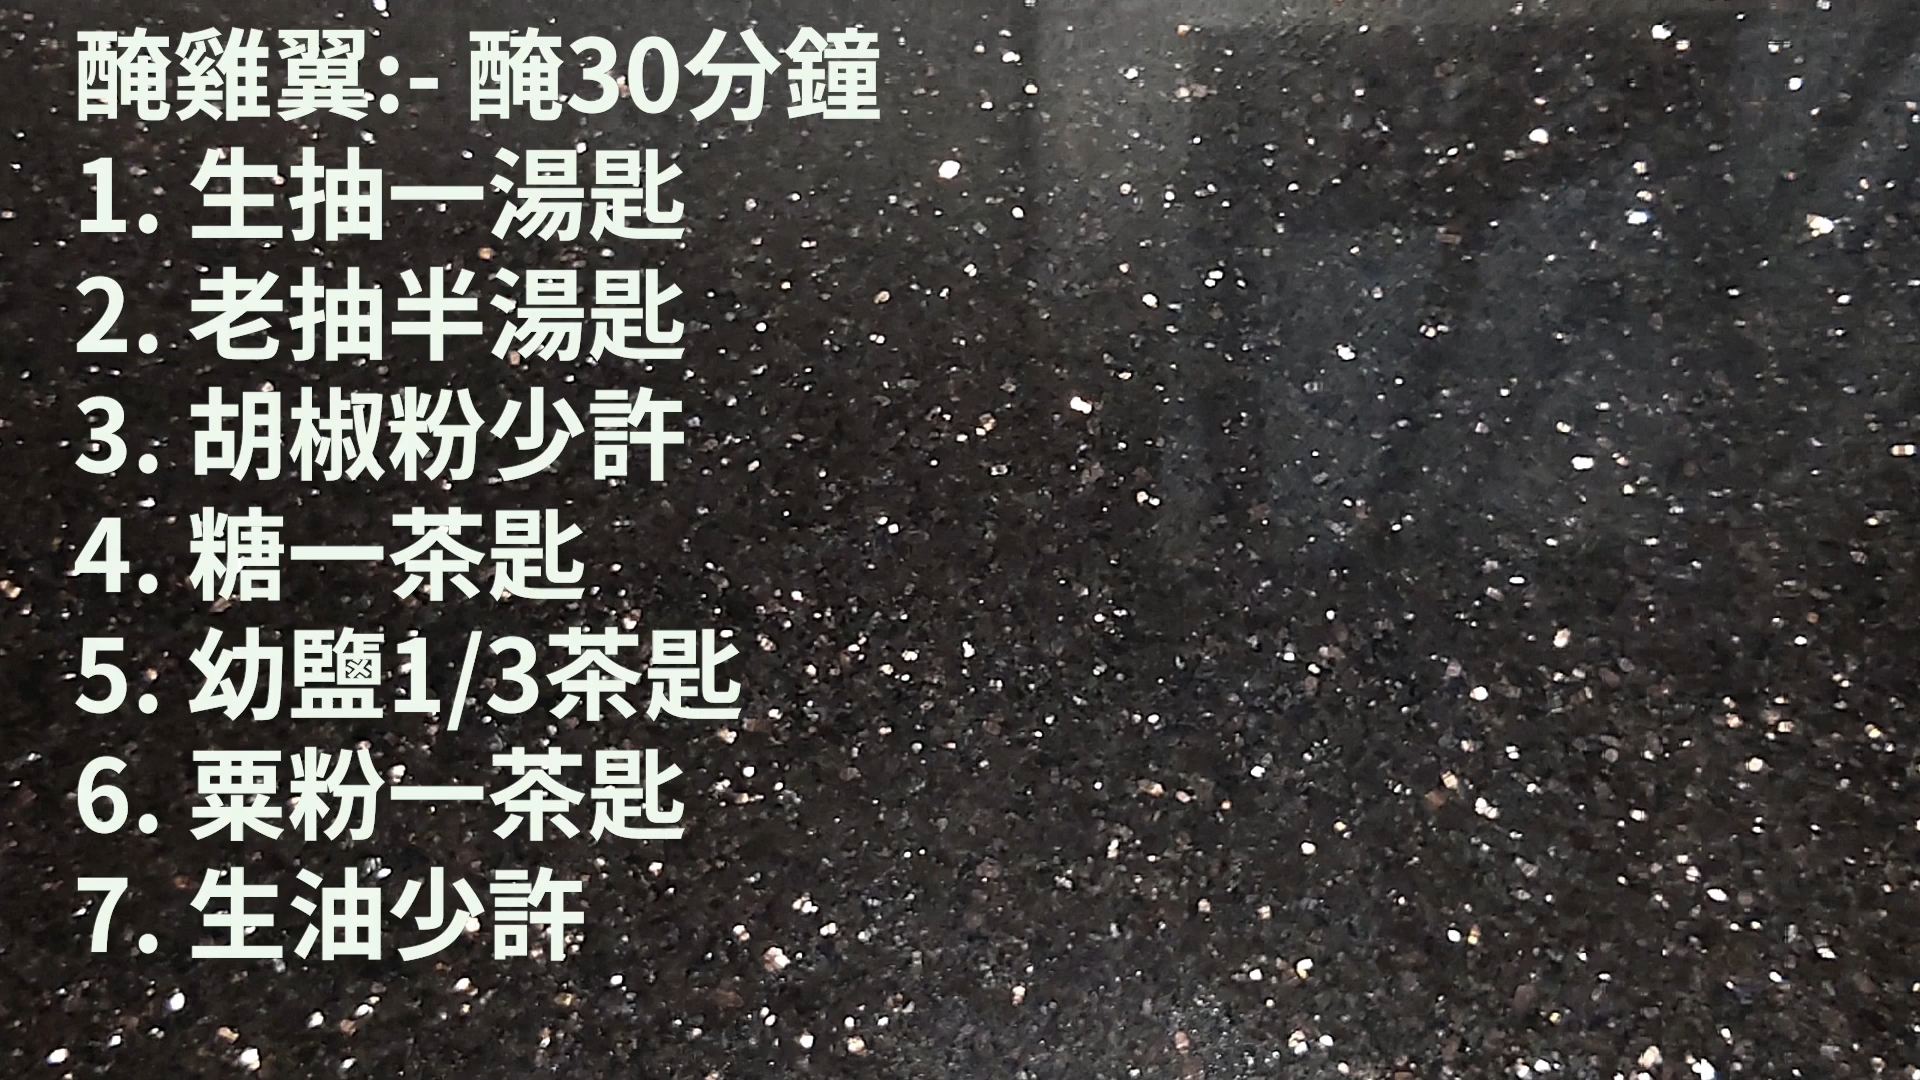 醃雞翼:- 醃30分鐘
1. 生抽一湯匙
2. 老抽半湯匙
3. 胡椒粉少許
4. 糖一茶匙
5. 幼鹽1/3茶匙
6. 粟粉一茶匙
7. 生油少許